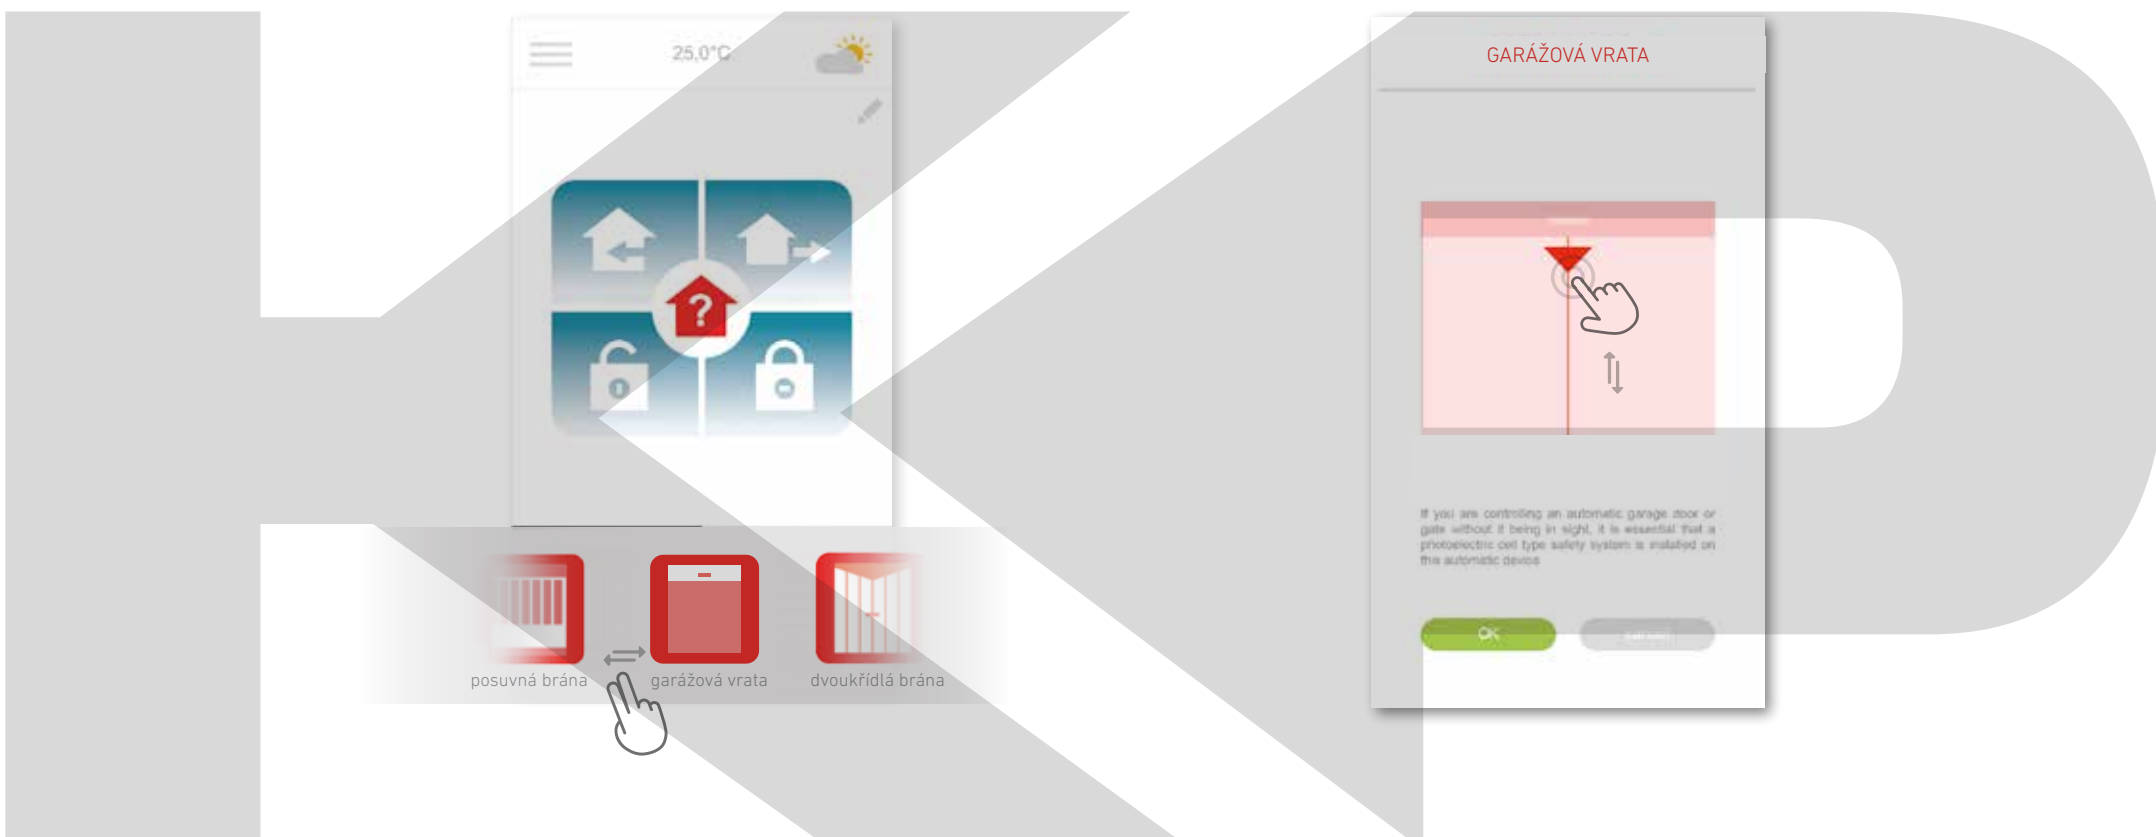 25,0°C
?
posuvná brána
garážová vrata
dvoukřídlá brána
GARÁŽOVÁ VRATA
If you are controlling an automatic garage door or
gate without it being in sight, it is essential that a
photoelectric cell type safety system is installed on
this automatic device
OK
HKP